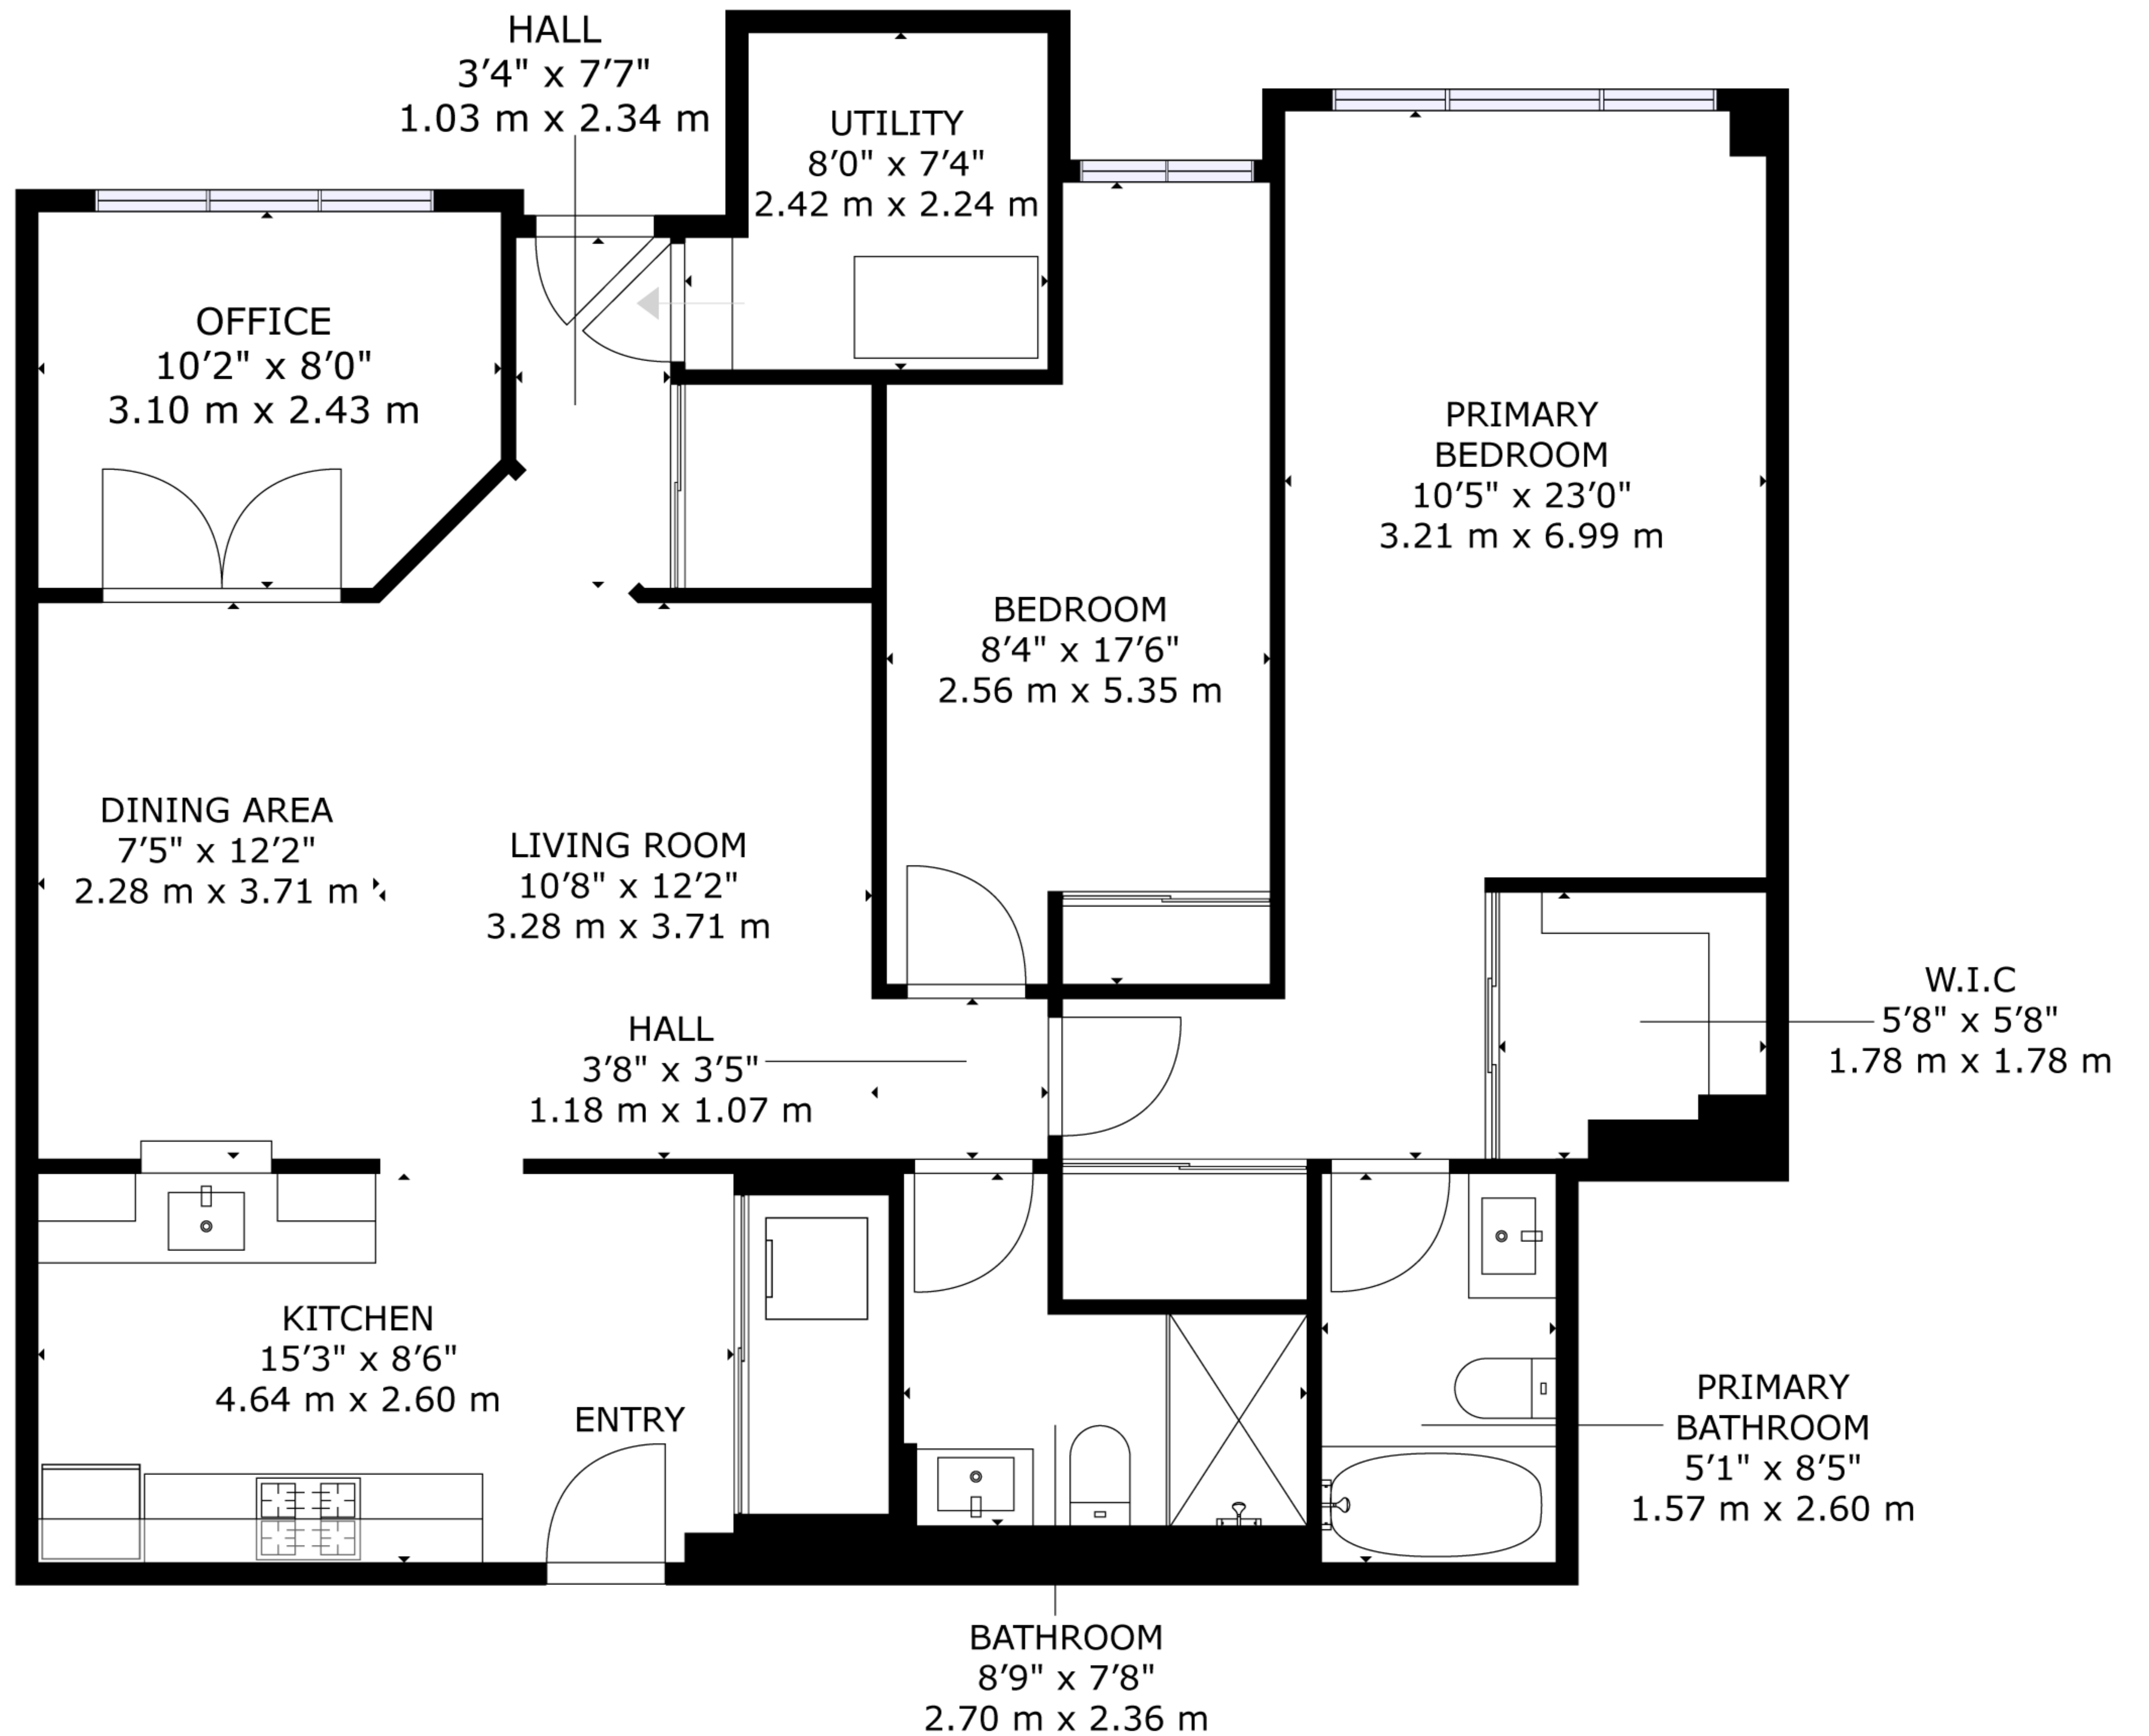 HALL
3'4" x 7'7"
1.03 m x 2.34 m
UTILITY
8'0" x 7'4"
2.42 m x 2.24 m
OFFICE
10'2" x 8'0"
3.10 m x 2.43 m
PRIMARY
BEDROOM
10'5" x 23'0"
3.21 m x 6.99 m
BEDROOM
8'4" x 17'6"
2.56 m x 5.35 m
DINING AREA
7'5" x 12'2"
2.28 m x 3.71 m
LIVING ROOM
10'8" x 12'2"
3.28 m x 3.71 m
W.I.C
5'8" x 5'8"
1.78 m x 1.78 m
HALL
3'8" x 3'5"
1.18 m x 1.07 m
KITCHEN
15'3" x 8'6"
4.64 m x 2.60 m
ENTRY
PRIMARY
BATHROOM
5'1" x 8'5"
1.57 m x 2.60 m
BATHROOM
8'9" x 7'8"
2.70 m x 2.36 m